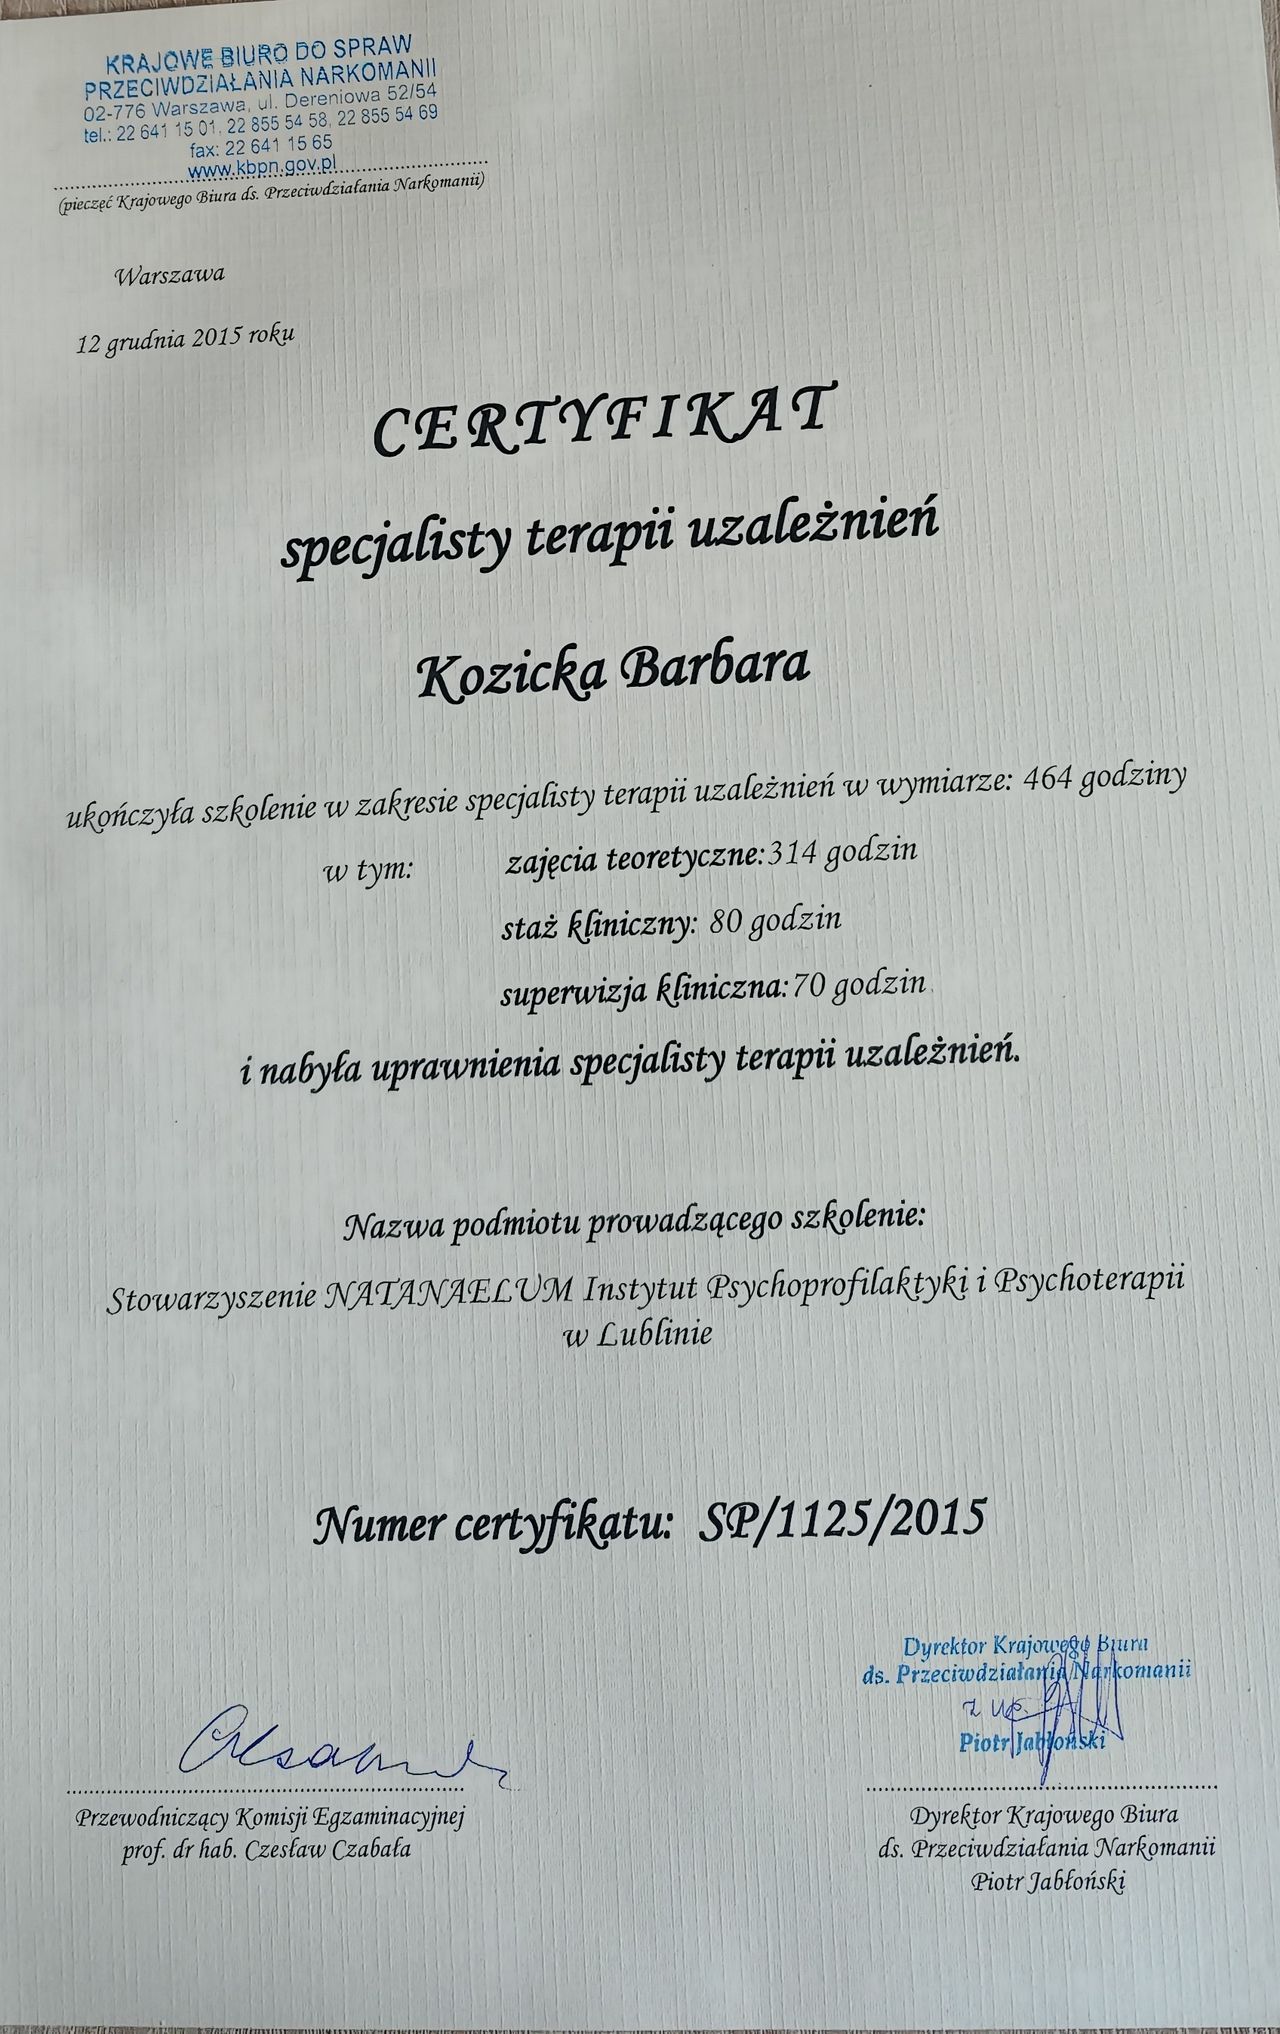 KRAJOWE BIURO DO SPRAW
PRZECIWDZIAŁANIA NARKOMANII
02-776 Warszawa, ul. Dereniowa 52/54
tel.: 22 641 15 01, 22 855 54 58, 22 855 54 69
fax: 22 641 15 65
www.kbpn.gov.pl
(pieczęć Krajowego Biura ds. Przeciwdziałania Narkomanii)
Warszawa
12 grudnia 2015 roku
CERTYFIKAT
specjalisty terapii uzależnień
Kozicka Barbara
ukończyła szkolenie w zakresie specjalisty terapii uzależnień w wymiarze: 464 godziny
w tym: zajęcia teoretyczne:314 godzin
staż kliniczny: 80 godzin
superwizja kliniczna:70 godzin
i nabyła uprawnienia specjalisty terapii uzależnień.
Nazwa podmiotu prowadzącego szkolenie:
Stowarzyszenie NATANAELUM Instytut Psychoprofilaktyki i Psychoterapii
w Lublinie
Numer certyfikatu: SP/1125/2015
Dyrektor Krajowego Biura
ds. Przeciwdziałania Narkomanii
z up.
Piotr Jabłoński
Przewodniczący Komisji Egzaminacyjnej
prof. dr hab. Czesław Czabała
Dyrektor Krajowego Biura
ds. Przeciwdziałania Narkomanii
Piotr Jabłoński